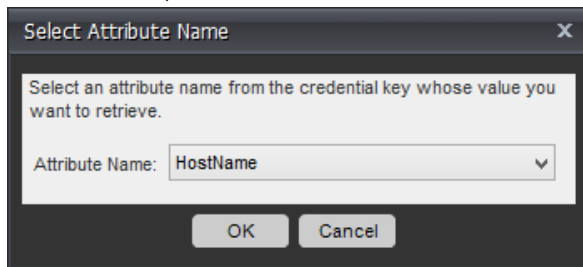 Select Attribute Name
x
Select an attribute name from the credential key whose value you
want to retrieve.
Attribute Name: HostName
OK Cancel